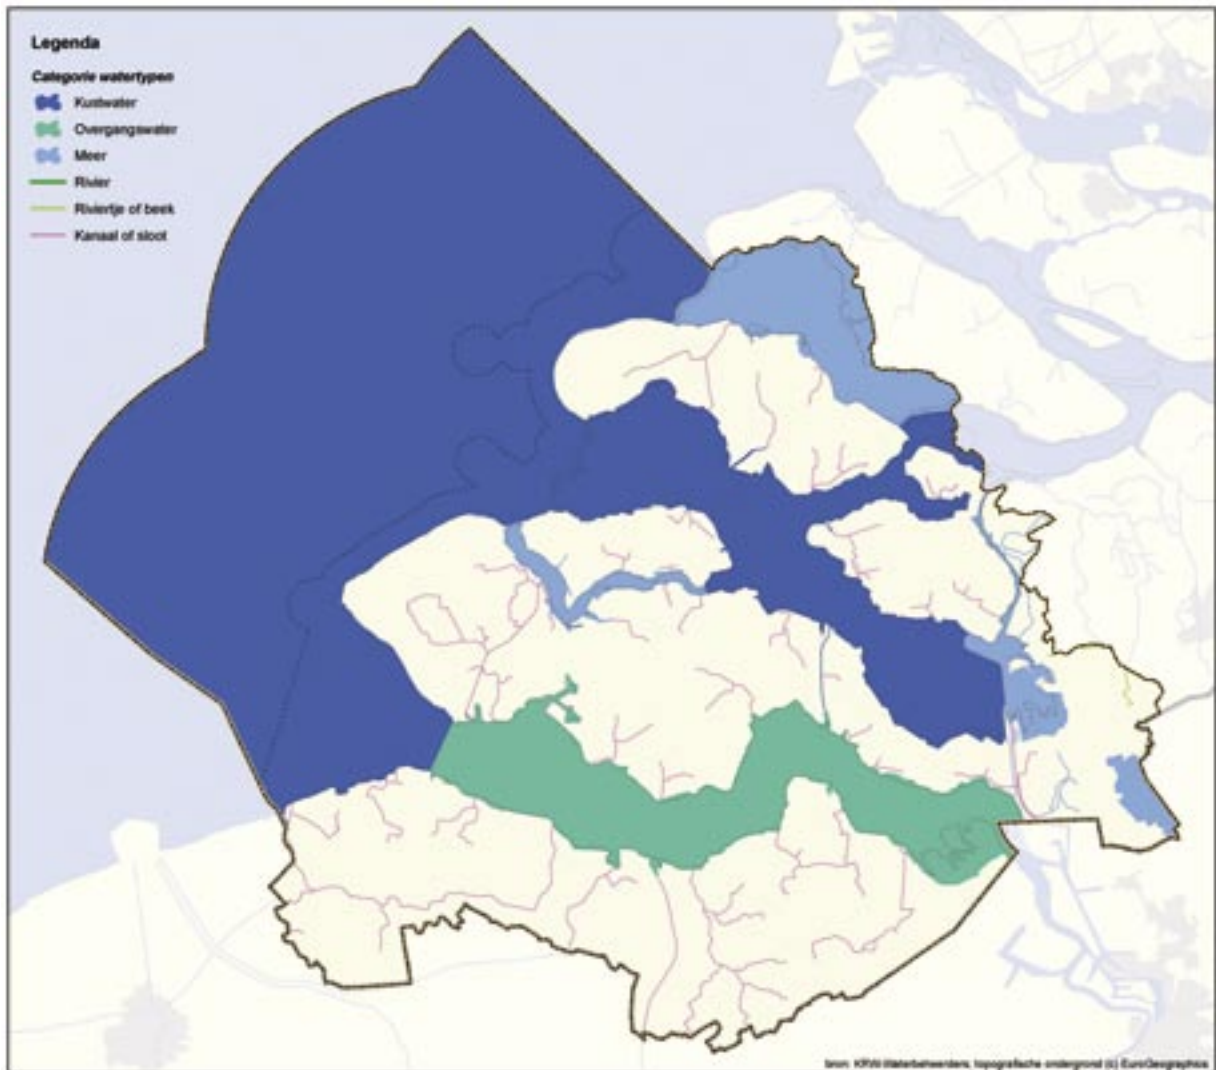 Legenda
Categorie watertypen
Kustwater
Overgangswater
Meer
Rivier
Riviertje of beek
Kanaal of sloot
bron: KRW-Waterbeheerders, topografische ondergrond (c) EuroGeographics